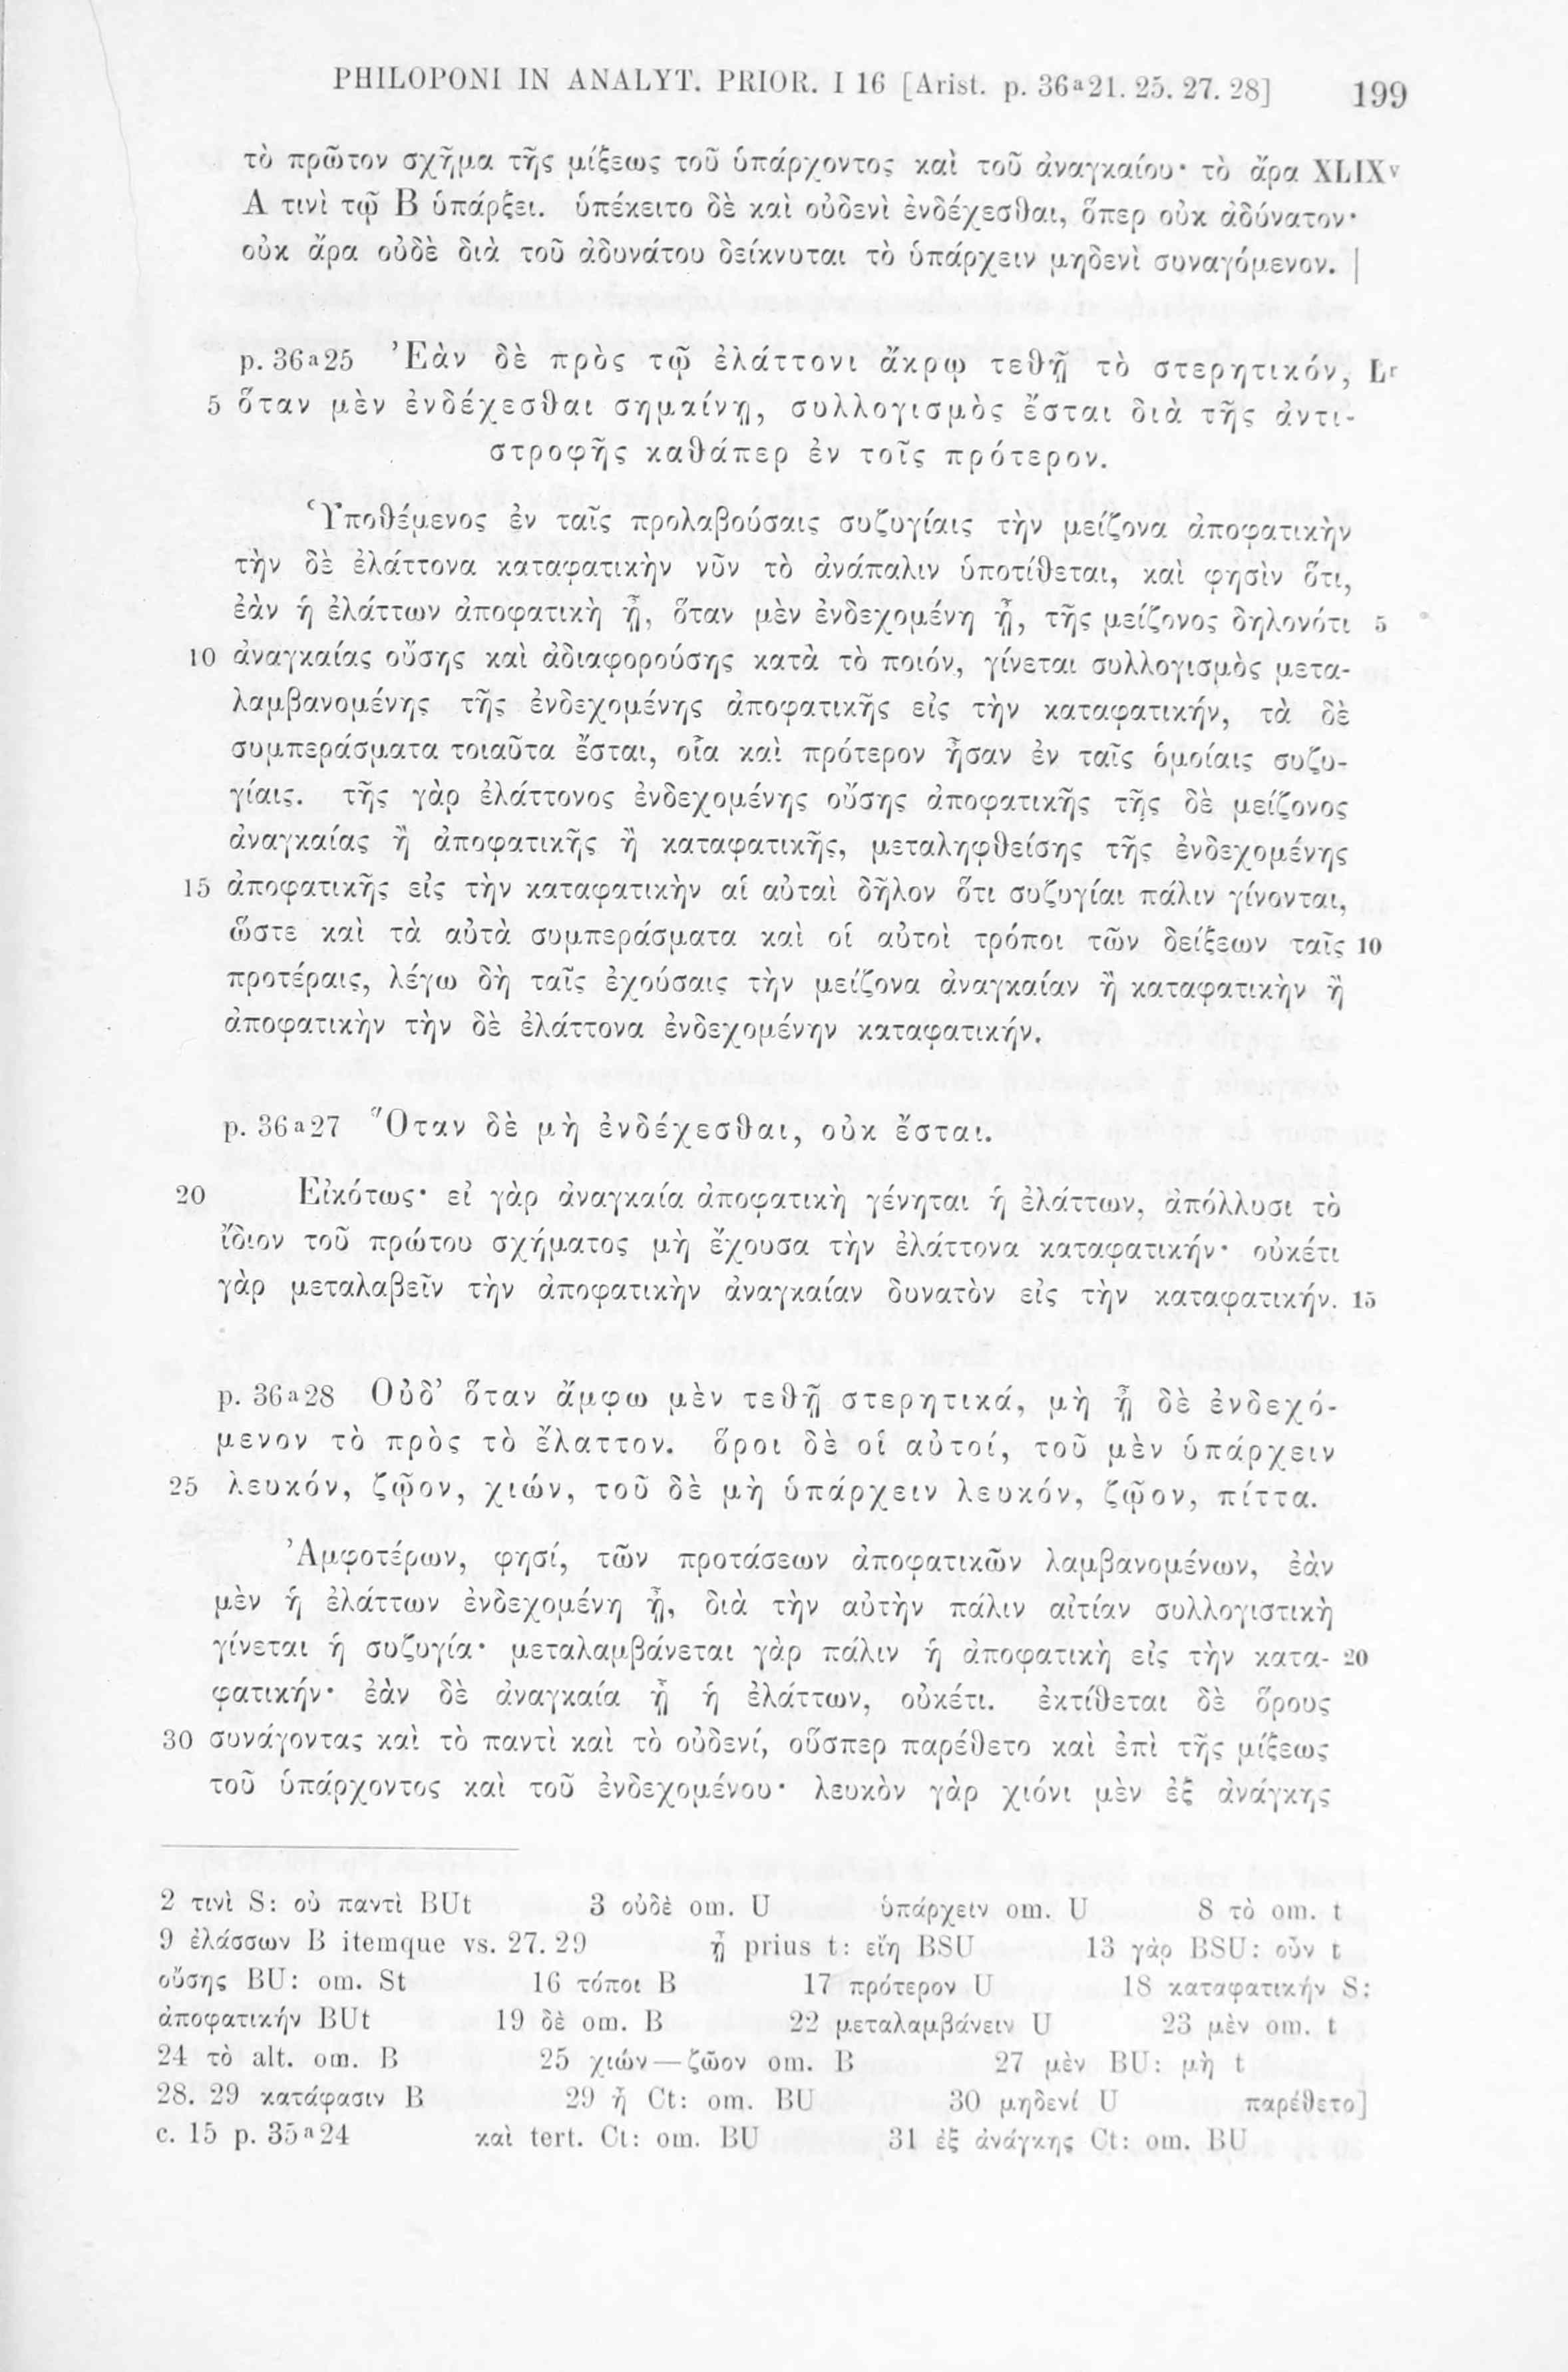 PHILOPONI IN ANALYT. PRIOR. I 16 [Arist. p. 36ᵃ21. 25. 27. 28] 199
τὸ πρῶτον σχῆμα τῆς μίξεως τοῦ ὑπάρχοντος καὶ τοῦ ἀναγκαίου· τὸ ἄρα XLIXᵛ
Α τινὶ τῷ Β ὑπάρξει. ὑπέκειτο δὲ καὶ οὐδενὶ ἐνδέχεσθαι, ὅπερ οὐκ ἀδύνατον·
οὐκ ἄρα οὐδὲ διὰ τοῦ ἀδυνάτου δείκνυται τὸ ὑπάρχειν μηδενὶ συναγόμενον. |
p. 36ᵃ25 Ἐὰν δὲ πρὸς τῷ ἐλάττονι ἄκρῳ τεθῇ τὸ στερητικόν, Lʳ
5 ὅταν μὲν ἐνδέχεσθαι σημαίνῃ, συλλογισμὸς ἔσται διὰ τῆς ἀντι-
στροφῆς καθάπερ ἐν τοῖς πρότερον.
Ὑποθέμενος ἐν ταῖς προλαβούσαις συζυγίαις τὴν μείζονα ἀποφατικὴν
τὴν δὲ ἐλάττονα καταφατικὴν νῦν τὸ ἀνάπαλιν ὑποτίθεται, καὶ φησὶν ὅτι,
ἐὰν ἡ ἐλάττων ἀποφατικὴ ᾖ, ὅταν μὲν ἐνδεχομένη ᾖ, τῆς μείζονος δηλονότι 5
10 ἀναγκαίας οὔσης καὶ ἀδιαφορούσης κατὰ τὸ ποιόν, γίνεται συλλογισμὸς μετα-
λαμβανομένης τῆς ἐνδεχομένης ἀποφατικῆς εἰς τὴν καταφατικήν, τὰ δὲ
συμπεράσματα τοιαῦτα ἔσται, οἷα καὶ πρότερον ἦσαν ἐν ταῖς ὁμοίαις συζυ-
γίαις. τῆς γὰρ ἐλάττονος ἐνδεχομένης οὔσης ἀποφατικῆς τῆς δὲ μείζονος
ἀναγκαίας ἢ ἀποφατικῆς ἢ καταφατικῆς, μεταληφθείσης τῆς ἐνδεχομένης
15 ἀποφατικῆς εἰς τὴν καταφατικὴν αἱ αὐταὶ δῆλον ὅτι συζυγίαι πάλιν γίνονται,
ὥστε καὶ τὰ αὐτὰ συμπεράσματα καὶ οἱ αὐτοὶ τρόποι τῶν δείξεων ταῖς 10
προτέραις, λέγω δὴ ταῖς ἐχούσαις τὴν μείζονα ἀναγκαίαν ἢ καταφατικὴν ἢ
ἀποφατικὴν τὴν δὲ ἐλάττονα ἐνδεχομένην καταφατικήν.
p. 36ᵃ27 Ὅταν δὲ μὴ ἐνδέχεσθαι, οὐκ ἔσται.
20 Εἰκότως· εἰ γὰρ ἀναγκαία ἀποφατικὴ γένηται ἡ ἐλάττων, ἀπόλλυσι τὸ
ἴδιον τοῦ πρώτου σχήματος μὴ ἔχουσα τὴν ἐλάττονα καταφατικήν· οὐκέτι
γὰρ μεταλαβεῖν τὴν ἀποφατικὴν ἀναγκαίαν δυνατὸν εἰς τὴν καταφατικήν. 15
p. 36ᵃ28 Οὐδ’ ὅταν ἄμφω μὲν τεθῇ στερητικά, μὴ ᾖ δὲ ἐνδεχό-
μενον τὸ πρὸς τὸ ἔλαττον. ὅροι δὲ οἱ αὐτοί, τοῦ μὲν ὑπάρχειν
25 λευκόν, ζῷον, χιών, τοῦ δὲ μὴ ὑπάρχειν λευκόν, ζῷον, πίττα.
Ἀμφοτέρων, φησί, τῶν προτάσεων ἀποφατικῶν λαμβανομένων, ἐὰν
μὲν ἡ ἐλάττων ἐνδεχομένη ᾖ, διὰ τὴν αὐτὴν πάλιν αἰτίαν συλλογιστικὴ
γίνεται ἡ συζυγία· μεταλαμβάνεται γὰρ πάλιν ἡ ἀποφατικὴ εἰς τὴν κατα- 20
φατικήν· ἐὰν δὲ ἀναγκαία ᾖ ἡ ἐλάττων, οὐκέτι. ἐκτίθεται δὲ ὅρους
30 συνάγοντας καὶ τὸ παντὶ καὶ τὸ οὐδενί, οὕσπερ παρέθετο καὶ ἐπὶ τῆς μίξεως
τοῦ ὑπάρχοντος καὶ τοῦ ἐνδεχομένου· λευκὸν γὰρ χιόνι μὲν ἐξ ἀνάγκης
2 τινὶ S: οὐ παντὶ BUt 3 οὐδὲ om. U ὑπάρχειν om. U 8 τὸ om. t
9 ἐλάσσων B itemque vs. 27. 29 ᾖ prius t: εἴη BSU 13 γὰρ BSU: οὖν t
οὔσης BU: om. St 16 τόποι B 17 πρότερον U 18 καταφατικήν S:
ἀποφατικήν BUt 19 δὲ om. B 22 μεταλαμβάνειν U 23 μὲν om. t
24 τὸ alt. om. B 25 χιών — ζῶον om. B 27 μὲν BU: μὴ t
28. 29 κατάφασιν B 29 ᾖ Ct: om. BU 30 μηδενί U παρέθετο]
c. 15 p. 35ᵃ24 καὶ tert. Ct: om. BU 31 ἐξ ἀνάγκης Ct: om. BU